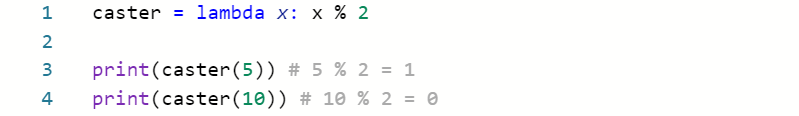 1 caster = lambda x: x % 2
2
3 print(caster(5)) # 5 % 2 = 1
4 print(caster(10)) # 10 % 2 = 0